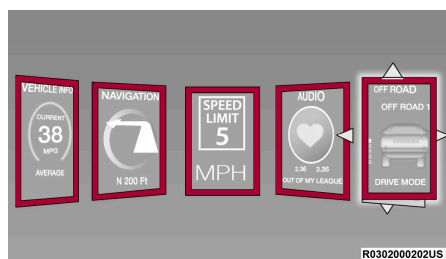 VEHICLE INFO
CURRENT
38
MPG
AVERAGE
NAVIGATION
N 200 Ft
SPEED
LIMIT
5
MPH
AUDIO
2.36 3.36
OUT OF MY LEAGUE
OFF ROAD
OFF ROAD 1
DRIVE MODE
R0302000202US